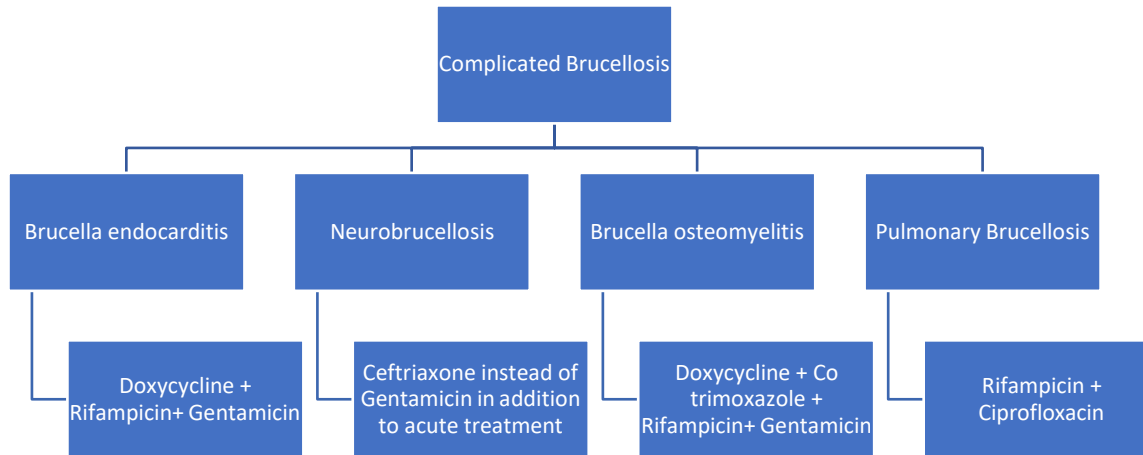 Complicated Brucellosis
Brucella endocarditis
Neurobrucellosis
Brucella osteomyelitis
Pulmonary Brucellosis
Doxycycline +
Rifampicin+ Gentamicin
Ceftriaxone instead of
Gentamicin in addition
to acute treatment
Doxycycline + Co
trimoxazole +
Rifampicin+ Gentamicin
Rifampicin +
Ciprofloxacin